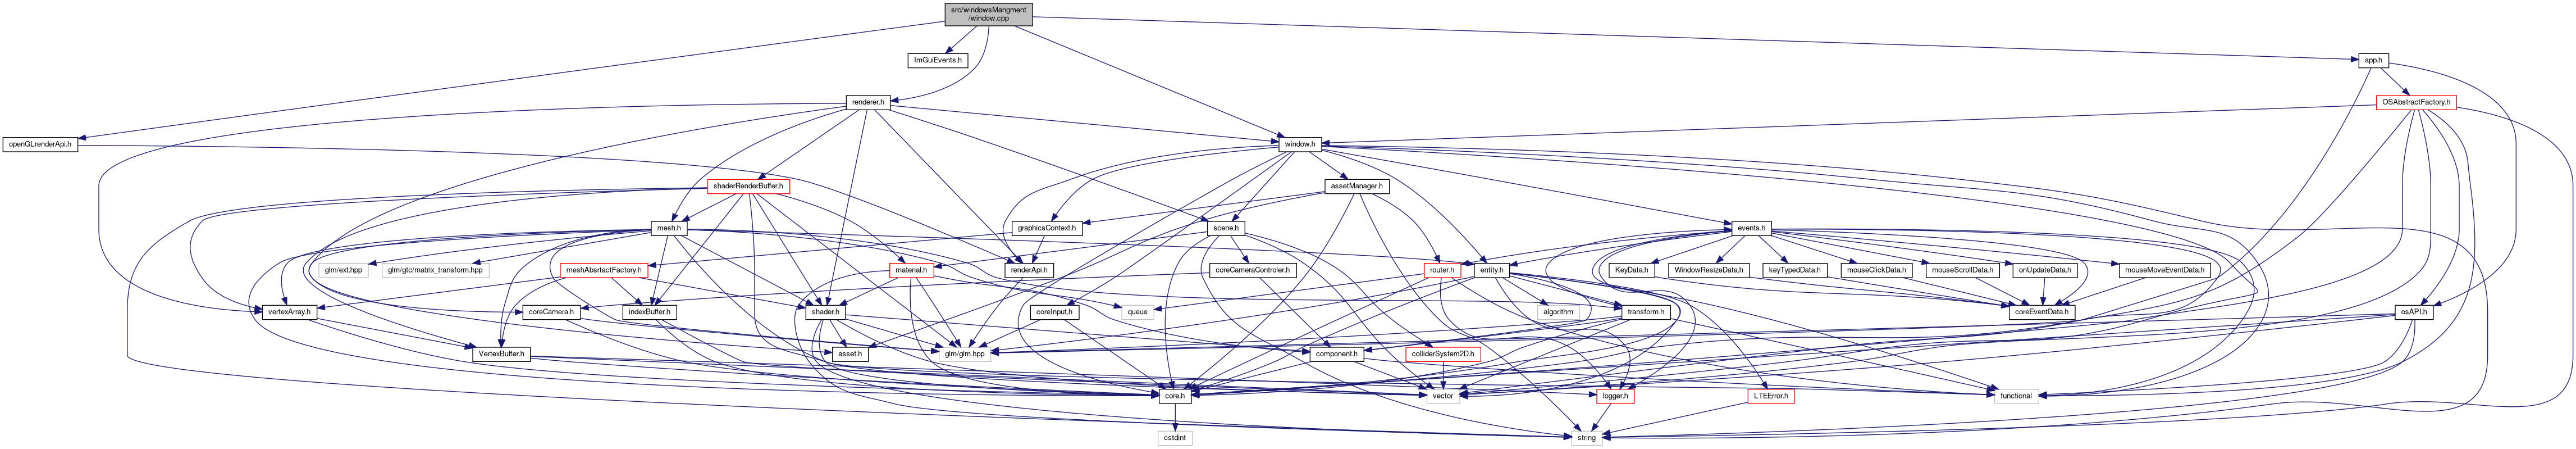 src/windowsMangment
/window.cpp
ImGuiEvents.h
app.h
renderer.h
OSAbstractFactory.h
openGLrenderApi.h
window.h
shaderRenderBuffer.h
assetManager.h
mesh.h
graphicsContext.h
scene.h
events.h
glm/ext.hpp
glm/gtc/matrix_transform.hpp
meshAbsrtactFactory.h
material.h
renderApi.h
coreCameraControler.h
router.h
entity.h
KeyData.h
WindowResizeData.h
keyTypedData.h
mouseClickData.h
mouseScrollData.h
onUpdateData.h
mouseMoveEventData.h
vertexArray.h
coreCamera.h
indexBuffer.h
shader.h
queue
coreInput.h
algorithm
transform.h
coreEventData.h
osAPI.h
VertexBuffer.h
asset.h
glm/glm.hpp
component.h
colliderSystem2D.h
core.h
vector
logger.h
LTEError.h
functional
cstdint
string